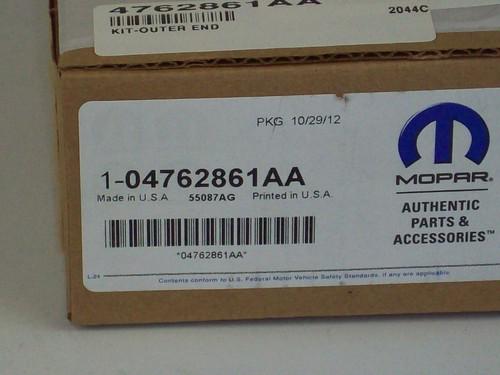 4762861AA
2044C
KIT-OUTER END
PKG 10/29/12
MOPAR®
1-04762861AA
Made in U.S.A. 55087AG Printed in U.S.A.
AUTHENTIC
PARTS &
ACCESSORIES™
*04762861AA*
L-24
Contents conform to U.S. Federal Motor Vehicle Safety Standards, if any are applicable